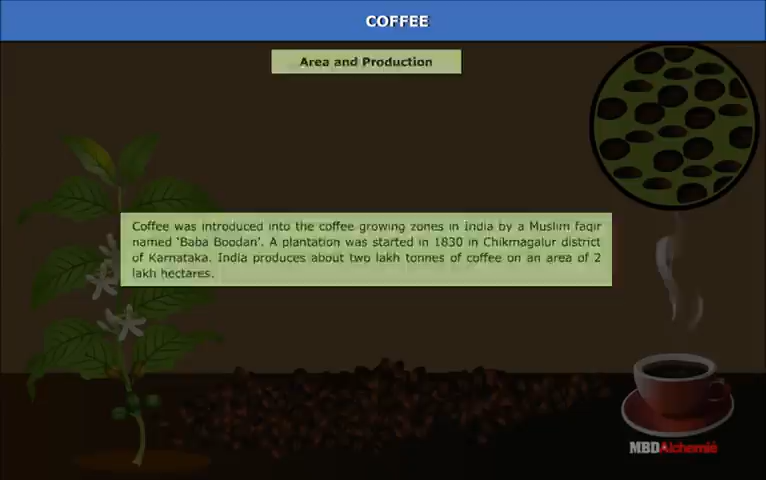 COFFEE
Area and Production
Coffee was introduced into the coffee growing zones in India by a Muslim faqir
named 'Baba Boodan'. A plantation was started in 1830 in Chikmagalur district
of Karnataka. India produces about two lakh tonnes of coffee on an area of 2
lakh hectares.
MBDAlchemie